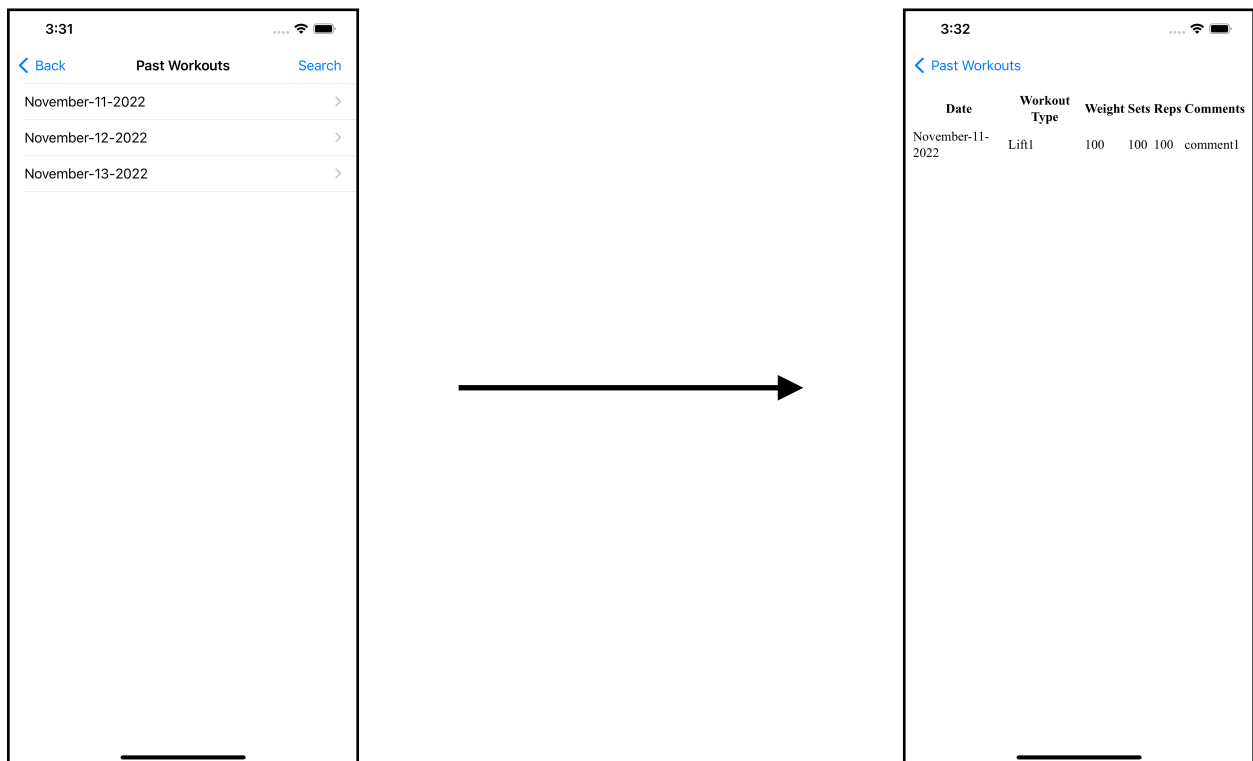 3:31
Back Past Workouts Search
November-11-2022
November-12-2022
November-13-2022
3:32
Past Workouts
Date Workout Type Weight Sets Reps Comments
November-11-2022 Lift1 100 100 100 comment1